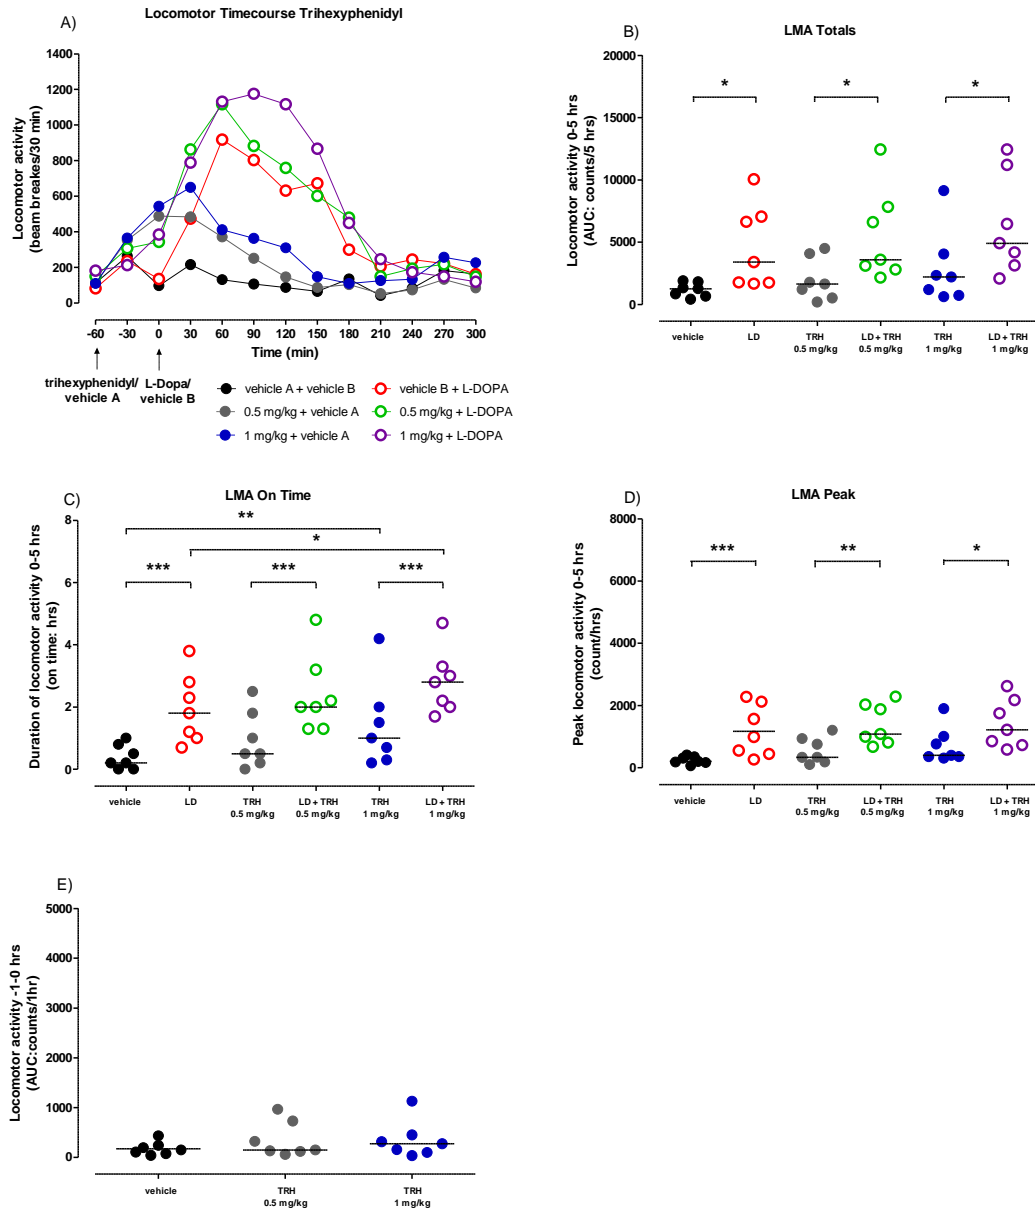 A)
Locomotor Timecourse Trihexyphenidyl
Locomotor activity
(beam breakes/30 min)
1400
1200
1000
800
600
400
200
0
-60 -30 0 30 60 90 120 150 180 210 240 270 300
Time (min)
trihexyphenidyl/
vehicle A
L-Dopa/
vehicle B
vehicle A + vehicle B
0.5 mg/kg + vehicle A
1 mg/kg + vehicle A
vehicle B + L-DOPA
0.5 mg/kg + L-DOPA
1 mg/kg + L-DOPA
B)
LMA Totals
Locomotor activity 0-5 hrs
(AUC: counts/5 hrs)
20000
15000
10000
5000
0
* * *
vehicle LD TRH LD + TRH TRH LD + TRH
0.5 mg/kg 0.5 mg/kg 1 mg/kg 1 mg/kg
C)
LMA On Time
Duration of locomotor activity 0-5 hrs
(on time: hrs)
8
6
4
2
0
**
*
*** *** ***
vehicle LD TRH LD + TRH TRH LD + TRH
0.5 mg/kg 0.5 mg/kg 1 mg/kg 1 mg/kg
D)
LMA Peak
Peak locomotor activity 0-5 hrs
(count/hrs)
8000
6000
4000
2000
0
*** ** *
vehicle LD TRH LD + TRH TRH LD + TRH
0.5 mg/kg 0.5 mg/kg 1 mg/kg 1 mg/kg
E)
Locomotor activity -1-0 hrs
(AUC:counts/1hr)
5000
4000
3000
2000
1000
0
vehicle TRH TRH
0.5 mg/kg 1 mg/kg